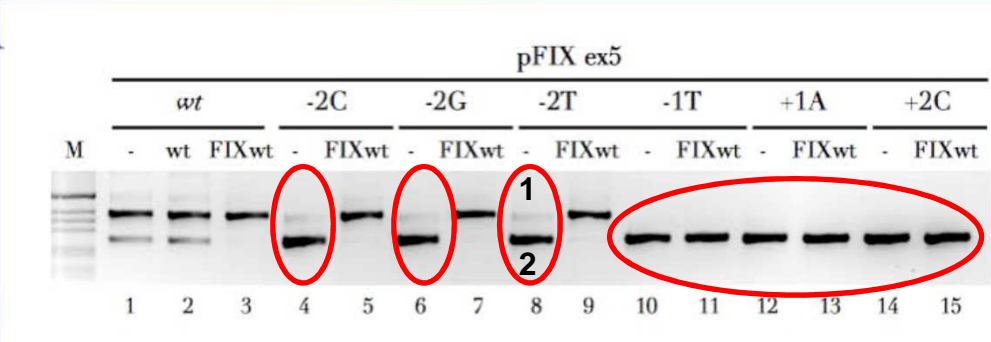 pFIX ex5
wt -2C -2G -2T -1T +1A +2C
M - wt FIXwt - FIXwt - FIXwt - FIXwt - FIXwt - FIXwt - FIXwt
1
2
1 2 3 4 5 6 7 8 9 10 11 12 13 14 15